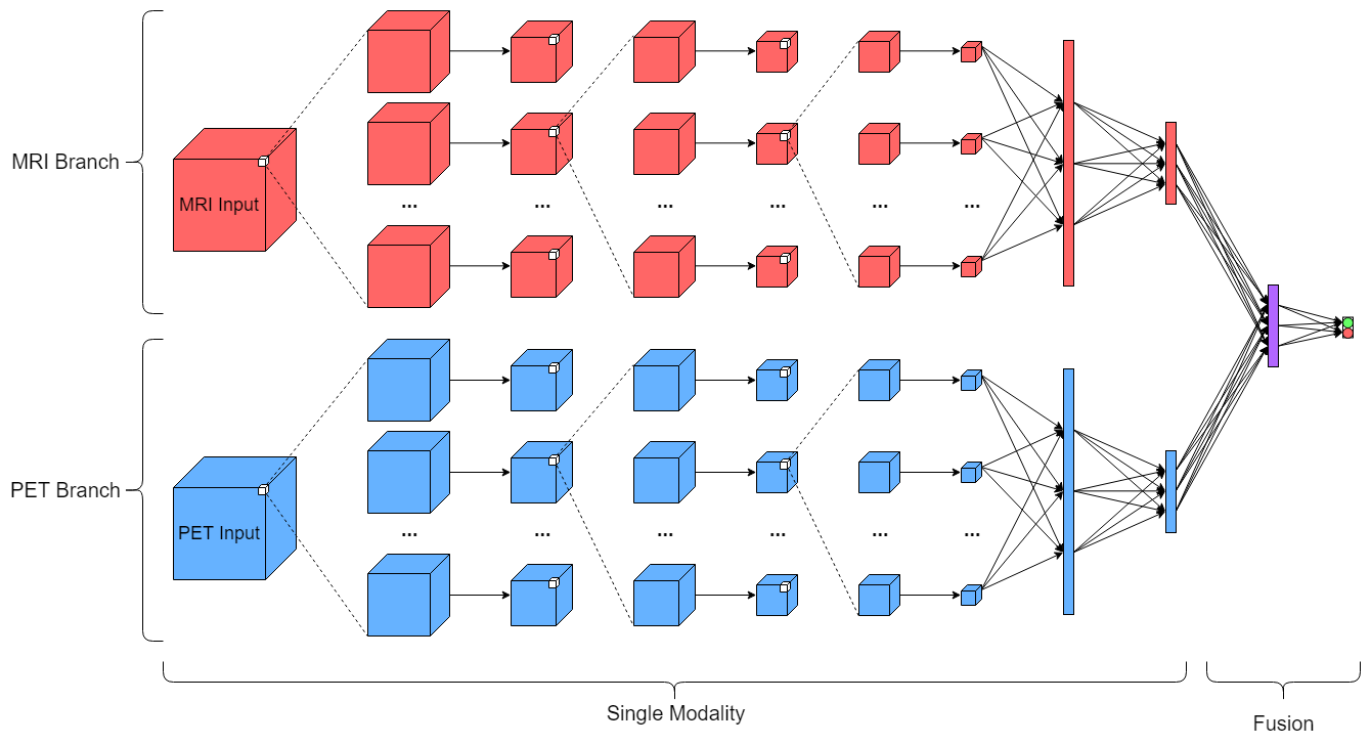 MRI Branch
MRI Input
... ... ... ... ... ...
PET Branch
PET Input
... ... ... ... ... ...
Single Modality
Fusion